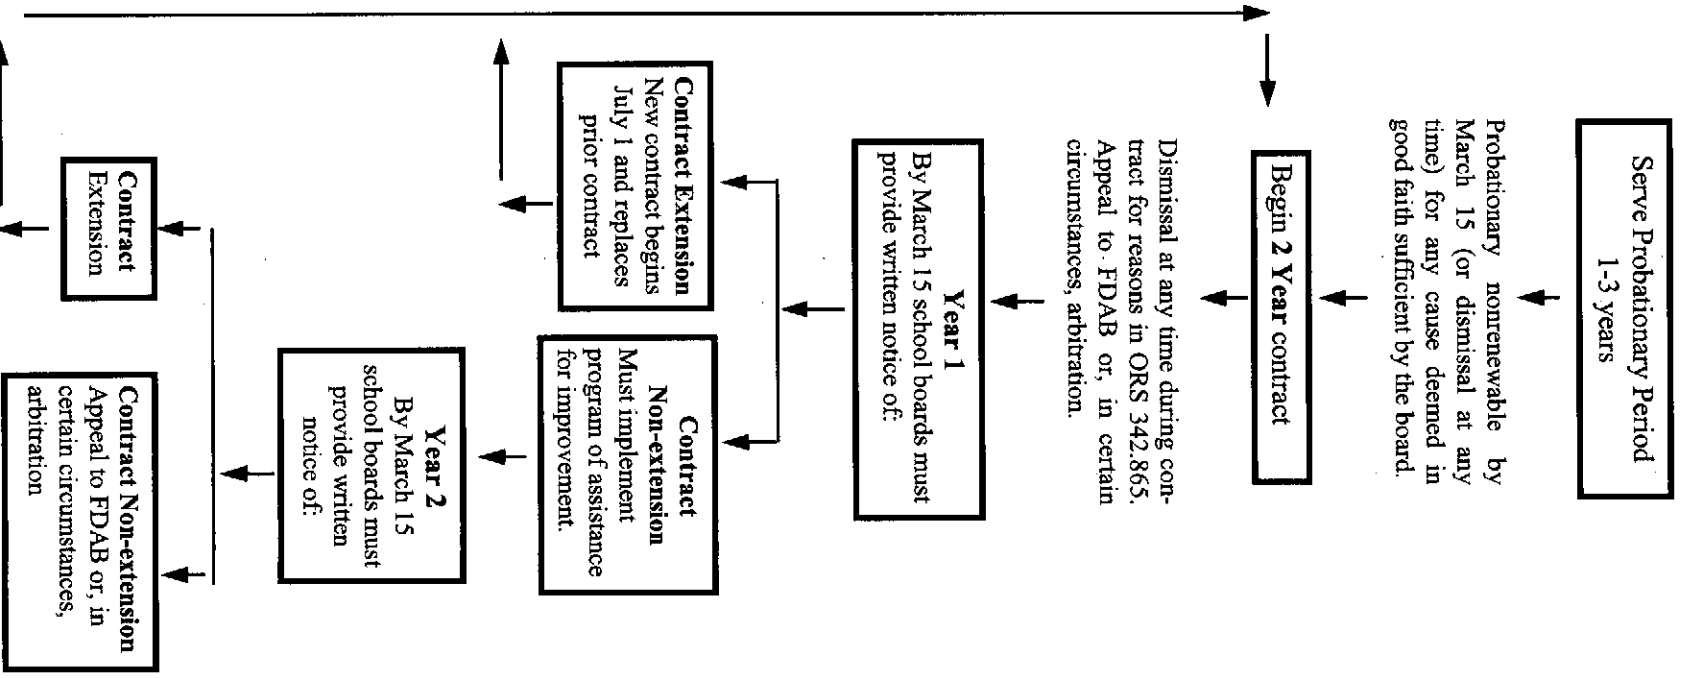 Serve Probationary Period
1-3 years
Probationary nonrenewable by
March 15 (or dismissal at any
time) for any cause deemed in
good faith sufficient by the board.
Begin 2 Year contract
Dismissal at any time during con-
tract for reasons in ORS 342.865.
Appeal to FDAB or, in certain
circumstances, arbitration.
Year 1
By March 15 school boards must
provide written notice of:
Contract Extension
New contract begins
July 1 and replaces
prior contract
Contract
Non-extension
Must implement
program of assistance
for improvement.
Year 2
By March 15
school boards must
provide written
notice of:
Contract
Extension
Contract Non-extension
Appeal to FDAB or, in
certain circumstances,
arbitration